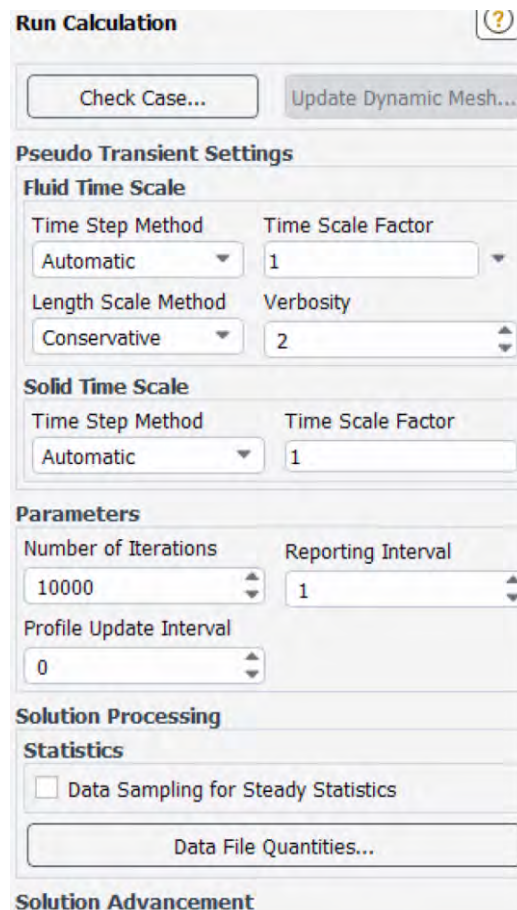 Run Calculation
?
Check Case...
Update Dynamic Mesh...
Pseudo Transient Settings
Fluid Time Scale
Time Step Method Time Scale Factor
Automatic 1
Length Scale Method Verbosity
Conservative 2
Solid Time Scale
Time Step Method Time Scale Factor
Automatic 1
Parameters
Number of Iterations Reporting Interval
10000 1
Profile Update Interval
0
Solution Processing
Statistics
Data Sampling for Steady Statistics
Data File Quantities...
Solution Advancement